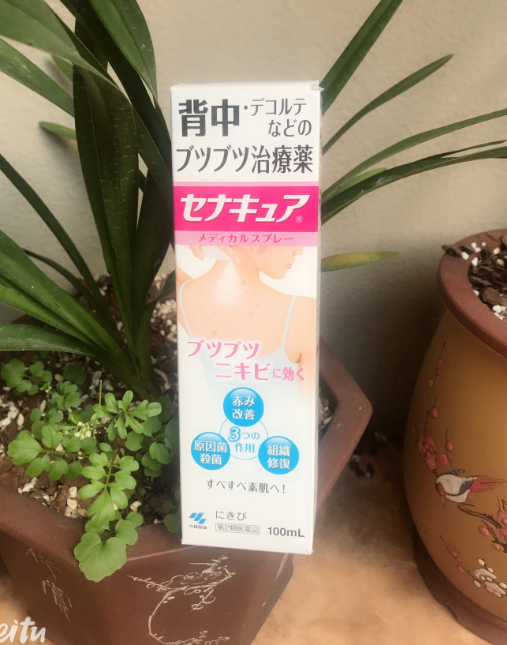 背中・デコルテ
などの
ブツブツ治療薬
セナキュア®
メディカルスプレー
ブツブツ
ニキビに効く
赤み
改善
3つの
作用
原因菌
殺菌
組織
修復
すべすべ素肌へ!
にきび
第2類医薬品
100mL
eitu